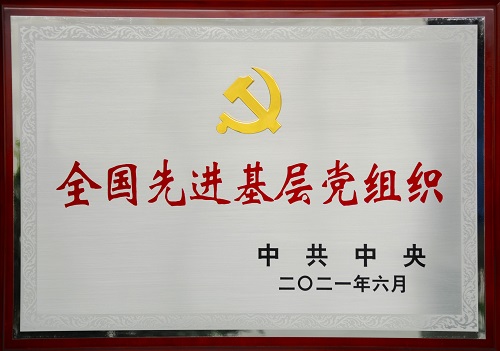 全国先进基层党组织
中共中央
二〇二一年六月